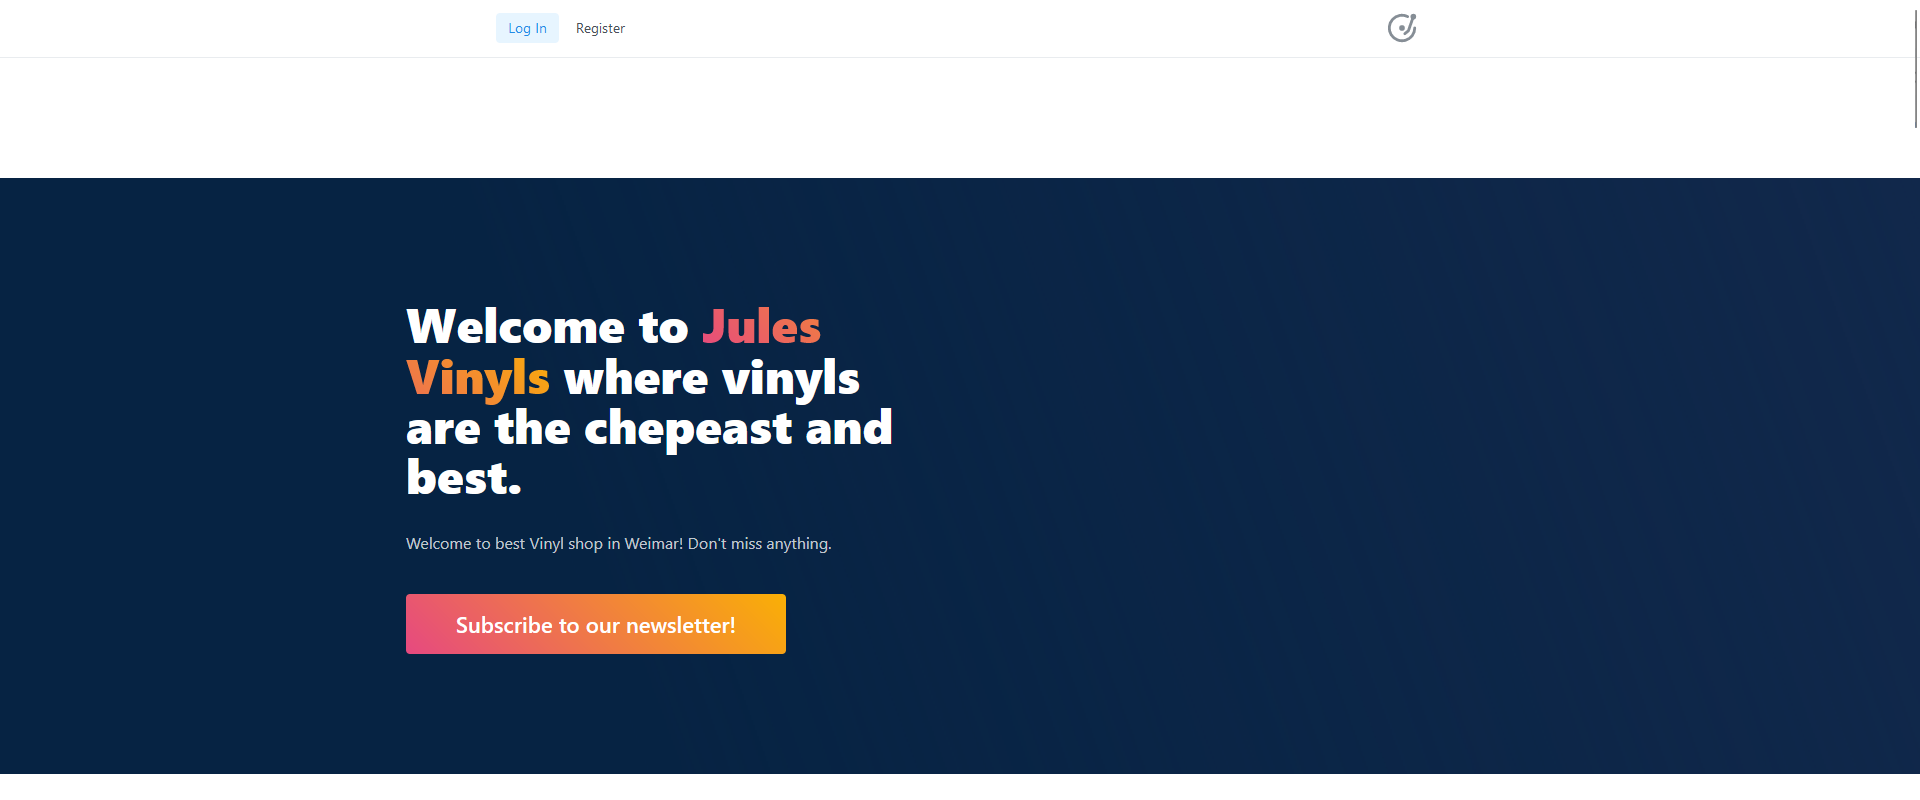 Log In Register
Welcome to Jules
Vinyls where vinyls
are the chepeast and
best.
Welcome to best Vinyl shop in Weimar! Don't miss anything.
Subscribe to our newsletter!